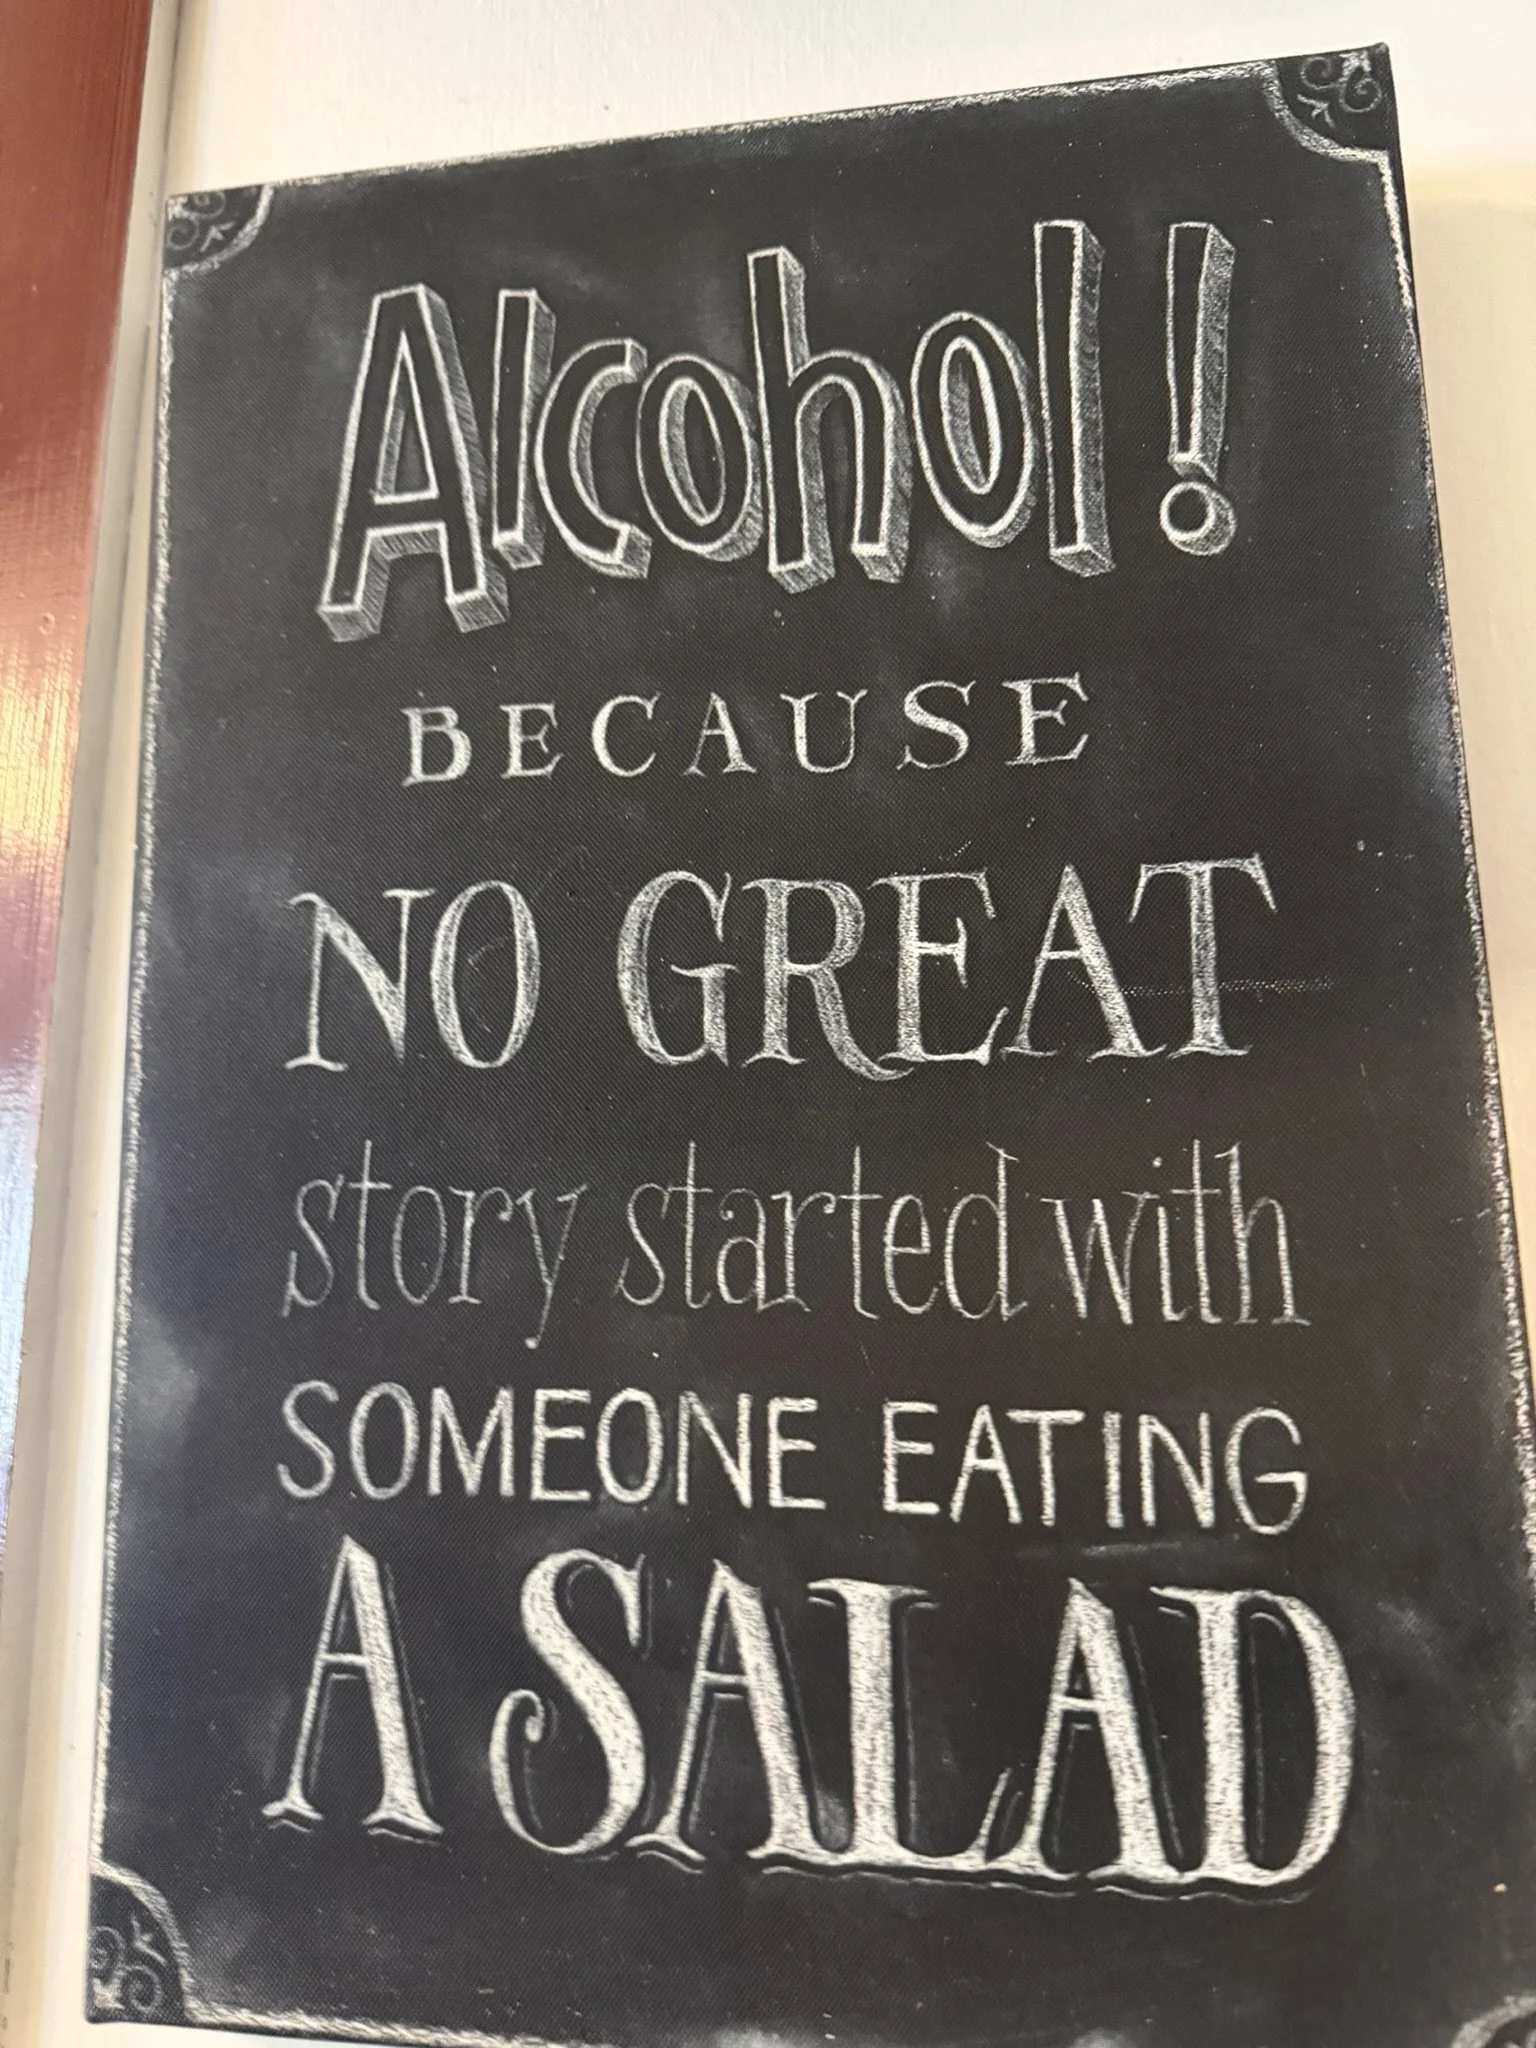 Alcohol!
BECAUSE
NO GREAT
story started with
SOMEONE EATING
A SALAD